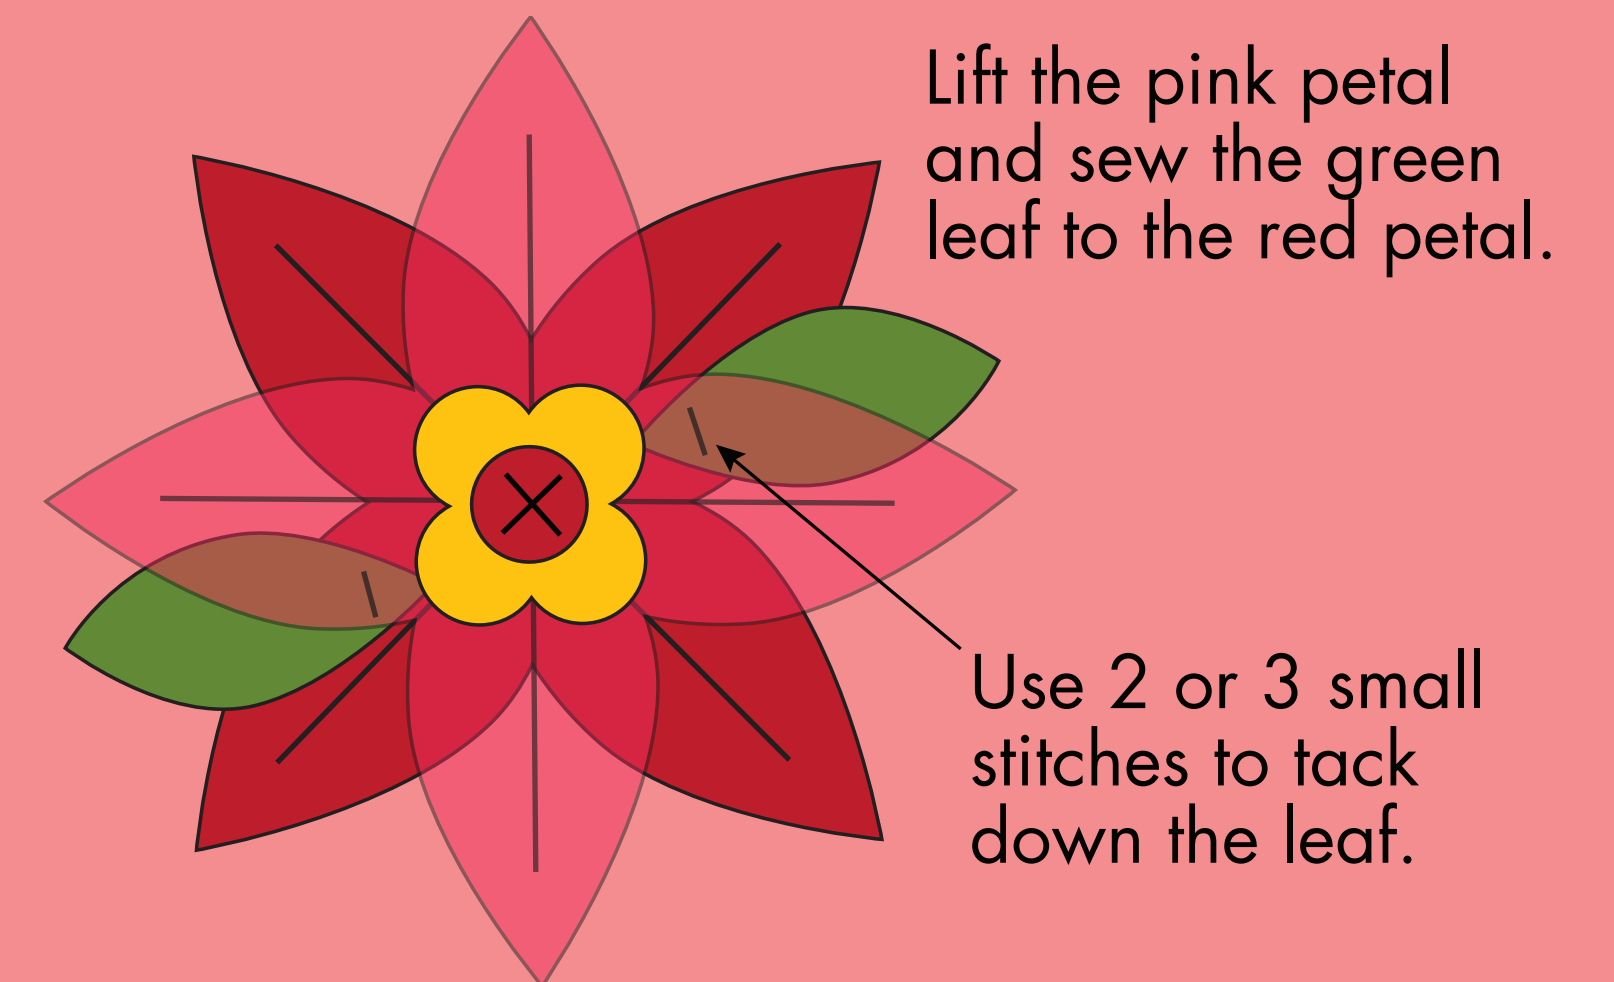 Lift the pink petal
and sew the green
leaf to the red petal.
Use 2 or 3 small
stitches to tack
down the leaf.